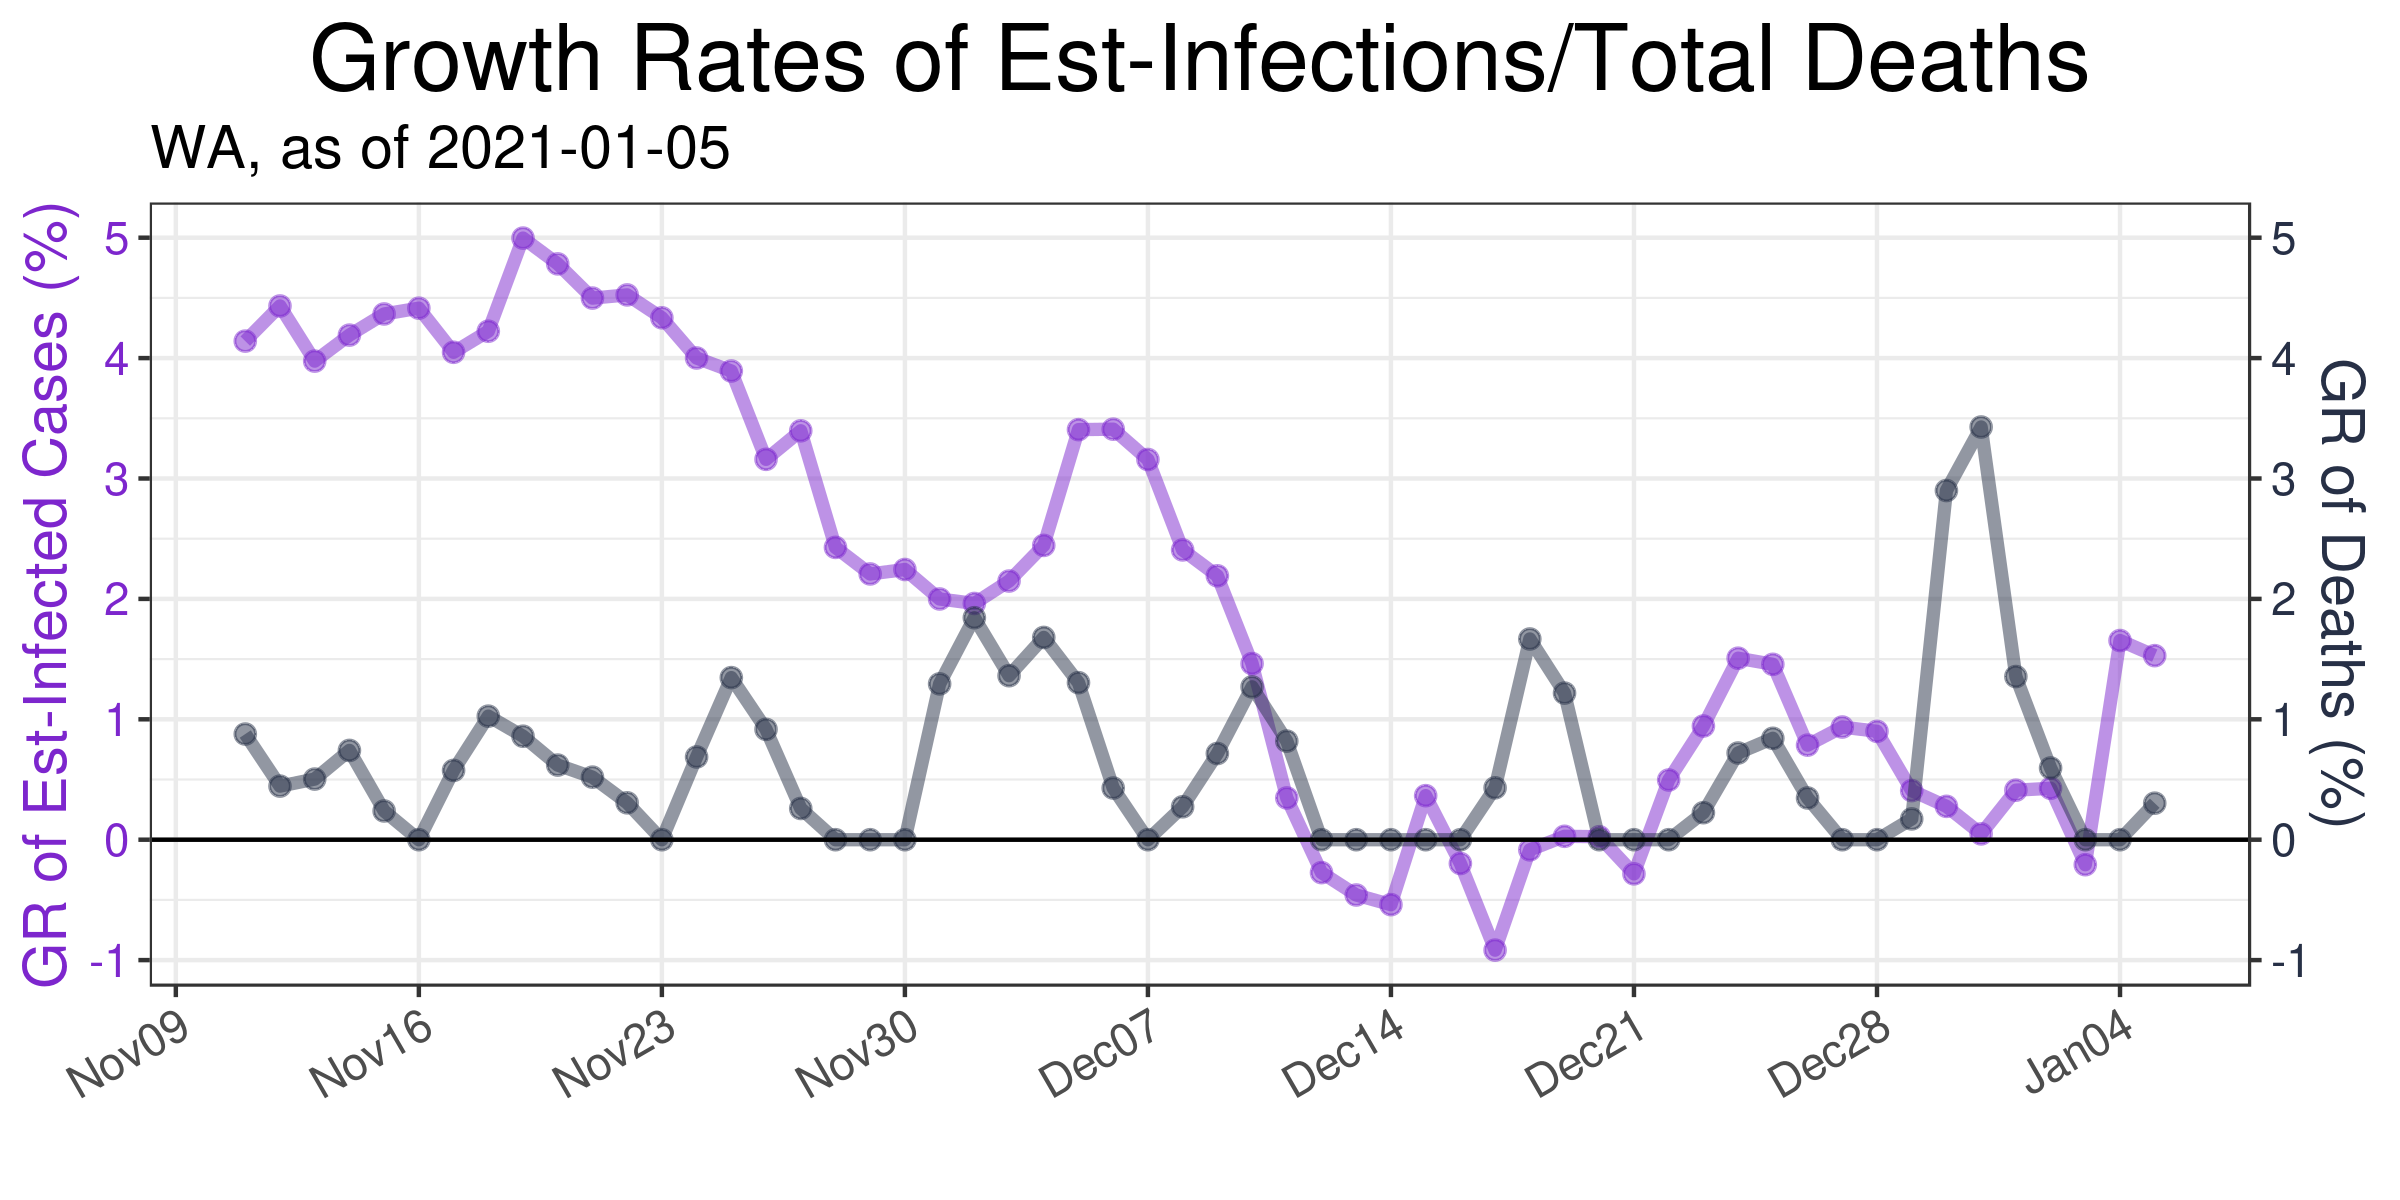 Growth Rates of Est-Infections/Total Deaths
WA, as of 2021-01-05
GR of Est-Infected Cases (%)
5
4
3
2
1
0
-1
5
4
3
2
1
0
-1
GR of Deaths (%)
Nov09
Nov16
Nov23
Nov30
Dec07
Dec14
Dec21
Dec28
Jan04